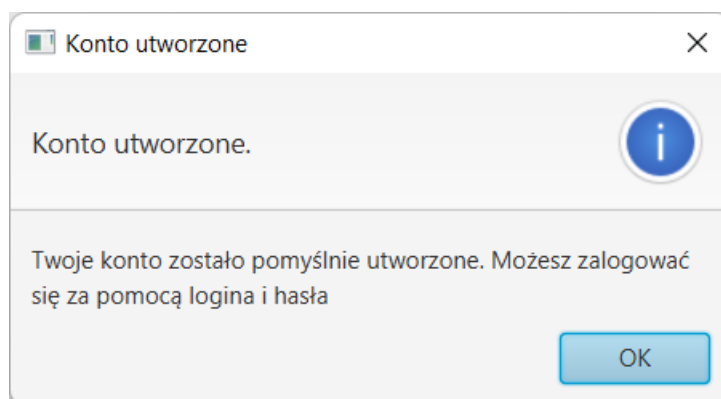 Konto utworzone
Konto utworzone.
Twoje konto zostało pomyślnie utworzone. Możesz zalogować
się za pomocą logina i hasła
OK